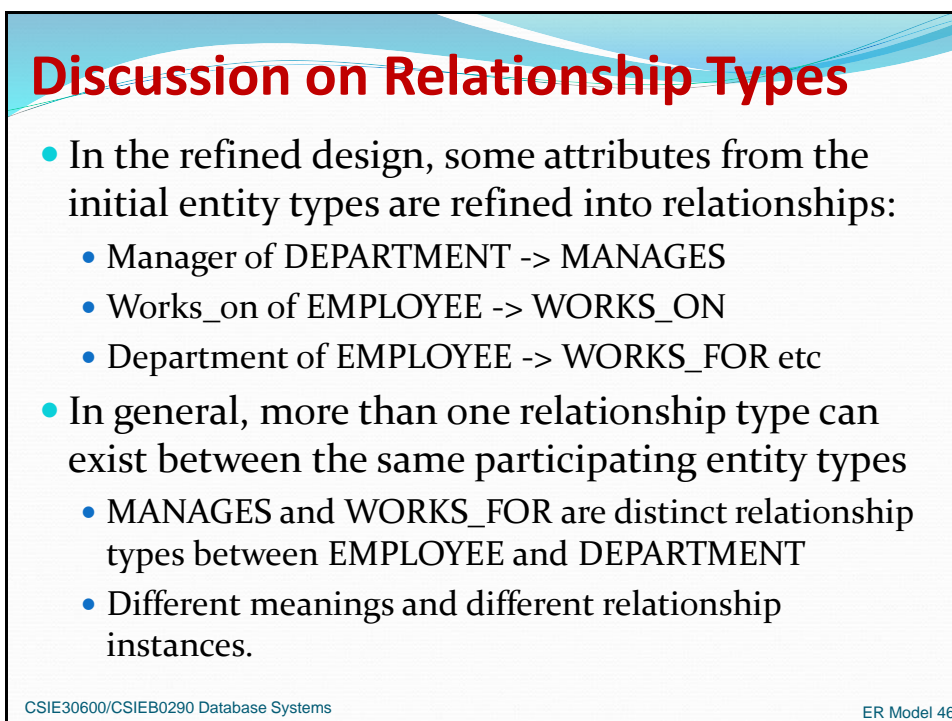 Discussion on Relationship Types
• In the refined design, some attributes from the
initial entity types are refined into relationships:
• Manager of DEPARTMENT -> MANAGES
• Works_on of EMPLOYEE -> WORKS_ON
• Department of EMPLOYEE -> WORKS_FOR etc
• In general, more than one relationship type can
exist between the same participating entity types
• MANAGES and WORKS_FOR are distinct relationship
types between EMPLOYEE and DEPARTMENT
• Different meanings and different relationship
instances.
CSIE30600/CSIEB0290 Database Systems
ER Model 46